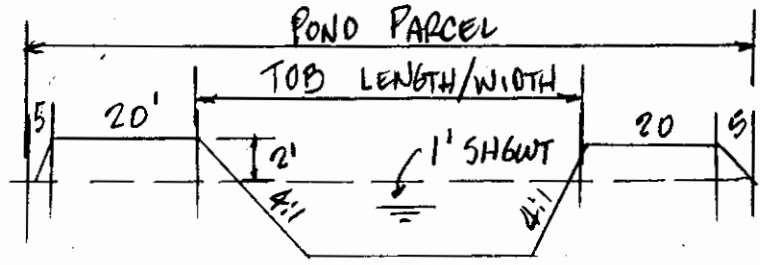 POND PARCEL
TOB LENGTH/WIDTH
5 20' 20 5
2' 1' SHGWT
4:1 4:1